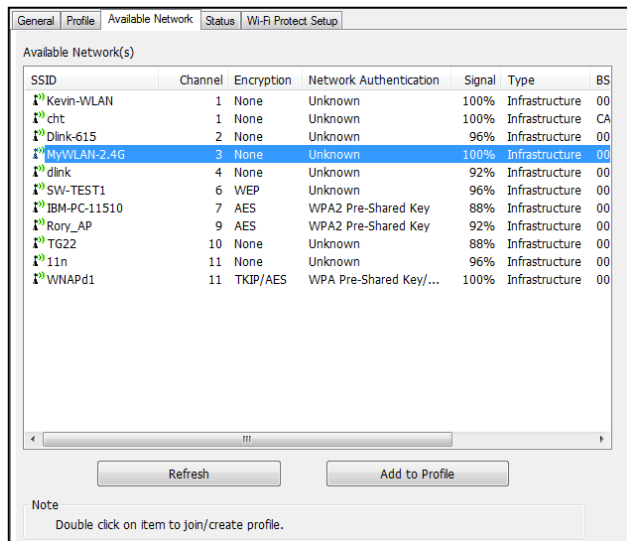 General Profile Available Network Status Wi-Fi Protect Setup
Available Network(s)
SSID Channel Encryption Network Authentication Signal Type BS
Kevin-WLAN 1 None Unknown 100% Infrastructure 00
cht 1 None Unknown 100% Infrastructure CA
Dlink-615 2 None Unknown 96% Infrastructure 00
MyWLAN-2.4G 3 None Unknown 100% Infrastructure 00
dlink 4 None Unknown 92% Infrastructure 00
SW-TEST1 6 WEP Unknown 96% Infrastructure 00
IBM-PC-11510 7 AES WPA2 Pre-Shared Key 88% Infrastructure 00
Rory_AP 9 AES WPA2 Pre-Shared Key 92% Infrastructure 00
TG22 10 None Unknown 88% Infrastructure 00
11n 11 None Unknown 96% Infrastructure 00
WNAPd1 11 TKIP/AES WPA Pre-Shared Key/... 100% Infrastructure 00
Refresh Add to Profile
Note
Double click on item to join/create profile.